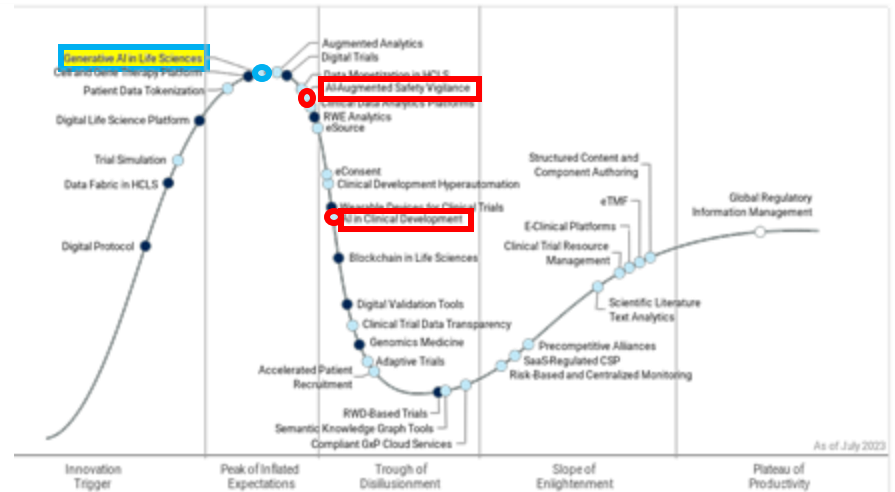 Augmented Analytics
Digital Trials
Generative AI in Life Sciences
Cell and Gene Therapy Platform
Data Monetization in HCLS
AI-Augmented Safety Vigilance
Patient Data Tokenization
Clinical Data Analytics Platforms
RWE Analytics
Digital Life Science Platform
eSource
Trial Simulation
eConsent
Data Fabric in HCLS
Clinical Development Hyperautomation
Wearable Devices for Clinical Trials
AI in Clinical Development
Digital Protocol
Blockchain in Life Sciences
Digital Validation Tools
Clinical Trial Data Transparency
Genomics Medicine
Adaptive Trials
Accelerated Patient
Recruitment
RWD-Based Trials
Semantic Knowledge Graph Tools
Compliant GxP Cloud Services
Structured Content and
Component Authoring
eTMF
E-Clinical Platforms
Clinical Trial Resource
Management
Scientific Literature
Text Analytics
Precompetitive Alliances
SaaS-Regulated CSP
Risk-Based and Centralized Monitoring
Global Regulatory
Information Management
As of July 2023
Innovation
Trigger
Peak of Inflated
Expectations
Trough of
Disillusionment
Slope of
Enlightenment
Plateau of
Productivity